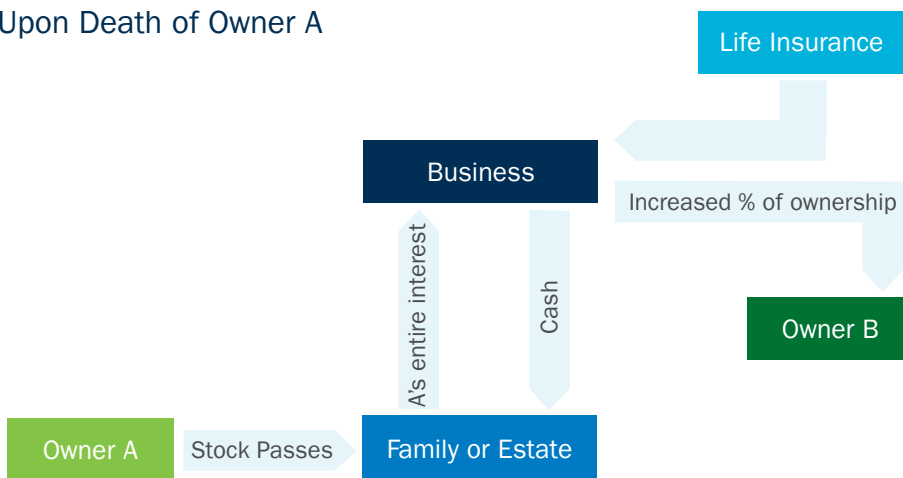 Upon Death of Owner A
Life Insurance
Business
Increased % of ownership
A's entire interest
Cash
Owner B
Owner A
Stock Passes
Family or Estate